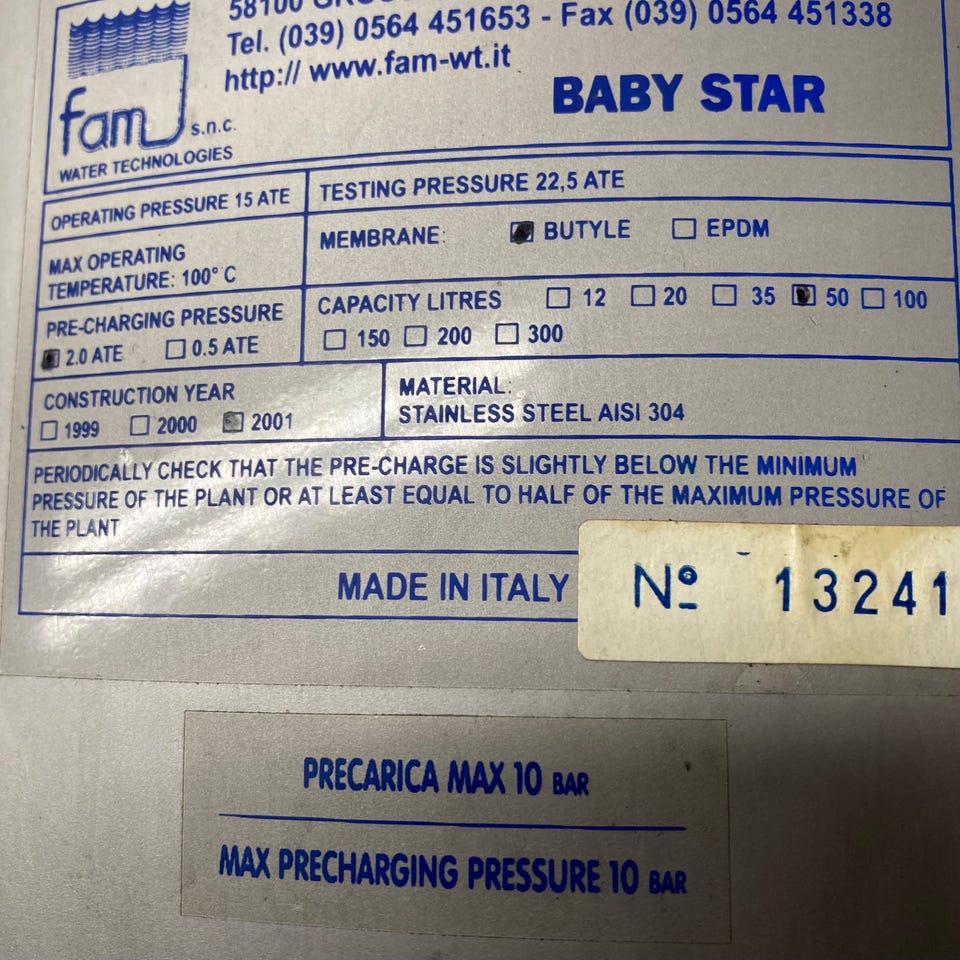 58100
Tel. (039) 0564 451653 - Fax (039) 0564 451338
http:// www.fam-wt.it
fam s.n.c.
WATER TECHNOLOGIES
BABY STAR
OPERATING PRESSURE 15 ATE
TESTING PRESSURE 22,5 ATE
MAX OPERATING
TEMPERATURE: 100° C
MEMBRANE: BUTYLE EPDM
PRE-CHARGING PRESSURE
2.0 ATE 0.5 ATE
CAPACITY LITRES 12 20 35 50 100
150 200 300
CONSTRUCTION YEAR
1999 2000 2001
MATERIAL:
STAINLESS STEEL AISI 304
PERIODICALLY CHECK THAT THE PRE-CHARGE IS SLIGHTLY BELOW THE MINIMUM
PRESSURE OF THE PLANT OR AT LEAST EQUAL TO HALF OF THE MAXIMUM PRESSURE OF
THE PLANT
MADE IN ITALY
Nº 13241
PRECARICA MAX 10 BAR
MAX PRECHARGING PRESSURE 10 BAR